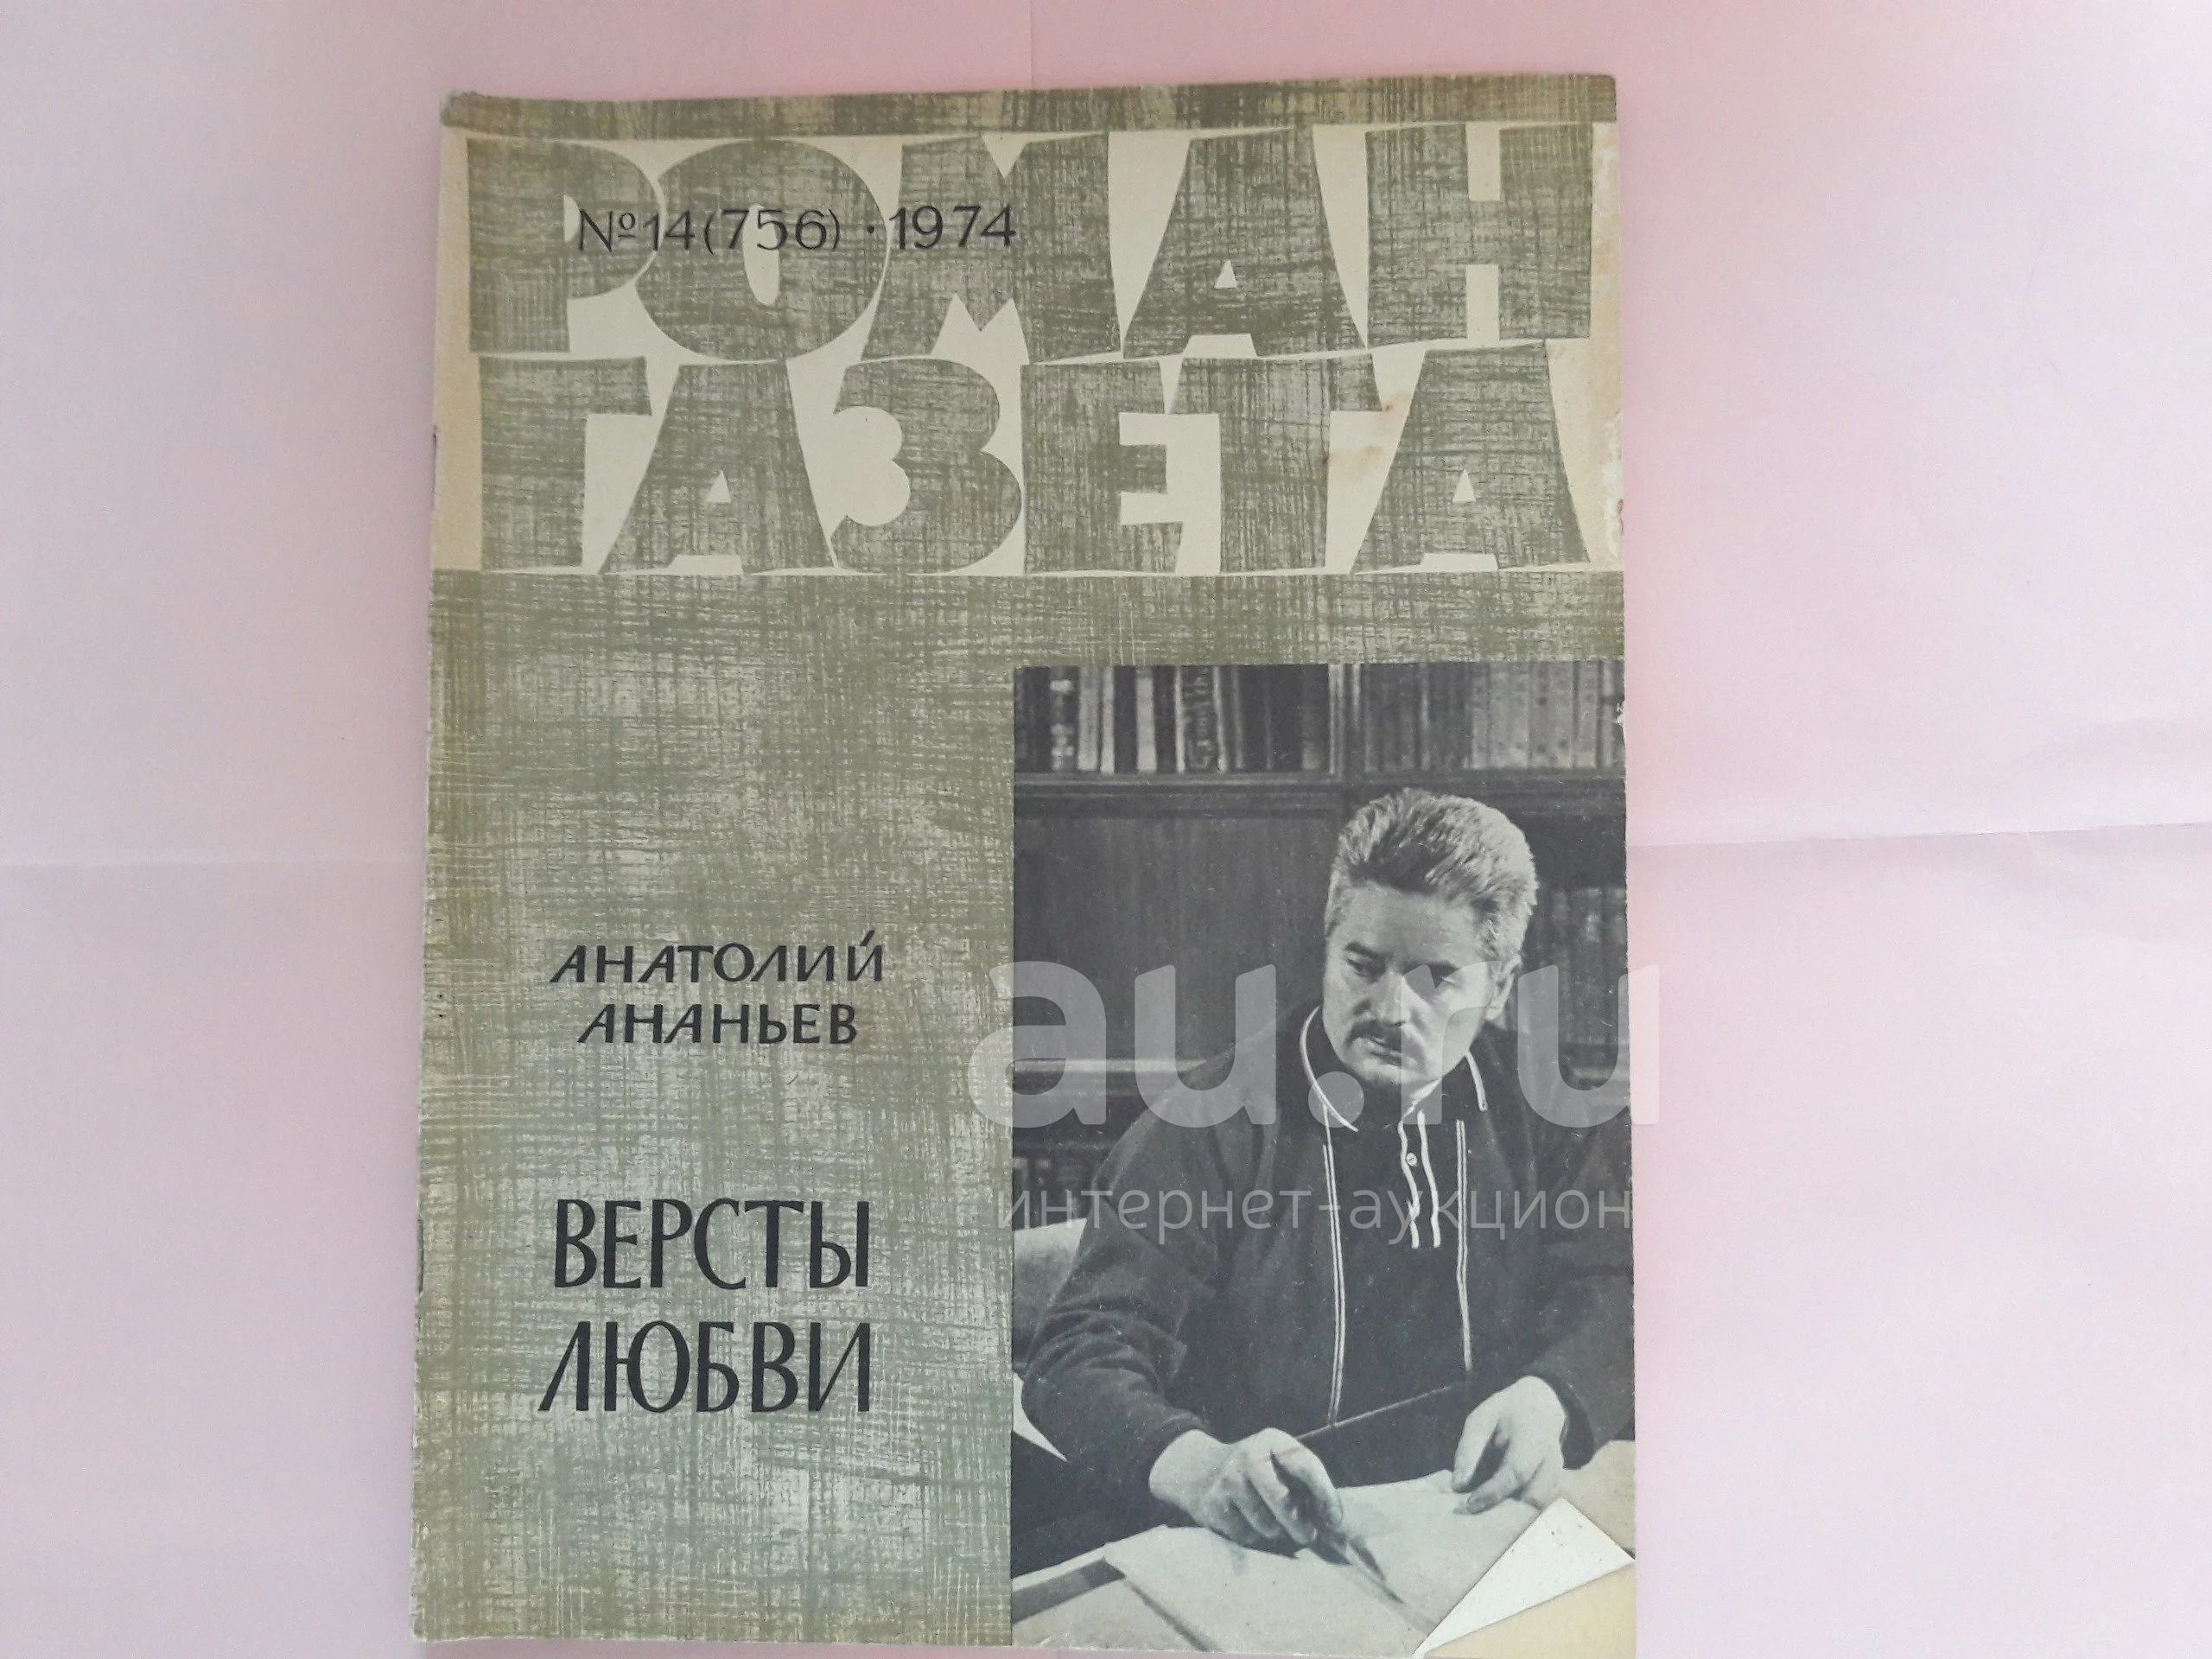 РОМАН
№14(756)·1974
ГАЗЕТА
АНАТОЛИЙ
АНАНЬЕВ
ВЕРСТЫ
ЛЮБВИ
au.ru
интернет-аукцион